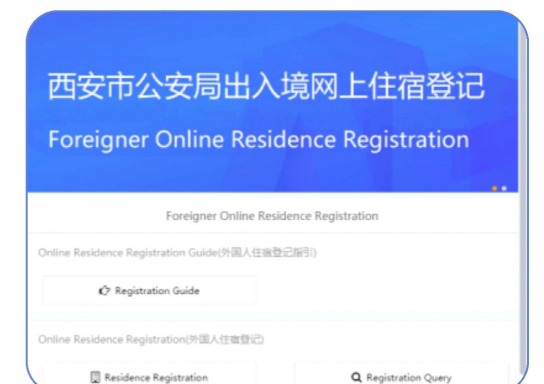 西安市公安局出入境网上住宿登记
Foreigner Online Residence Registration
Foreigner Online Residence Registration
Online Residence Registration Guide(外国人住宿登记指引)
Registration Guide
Online Residence Registration(外国人住宿登记)
Residence Registration
Registration Query